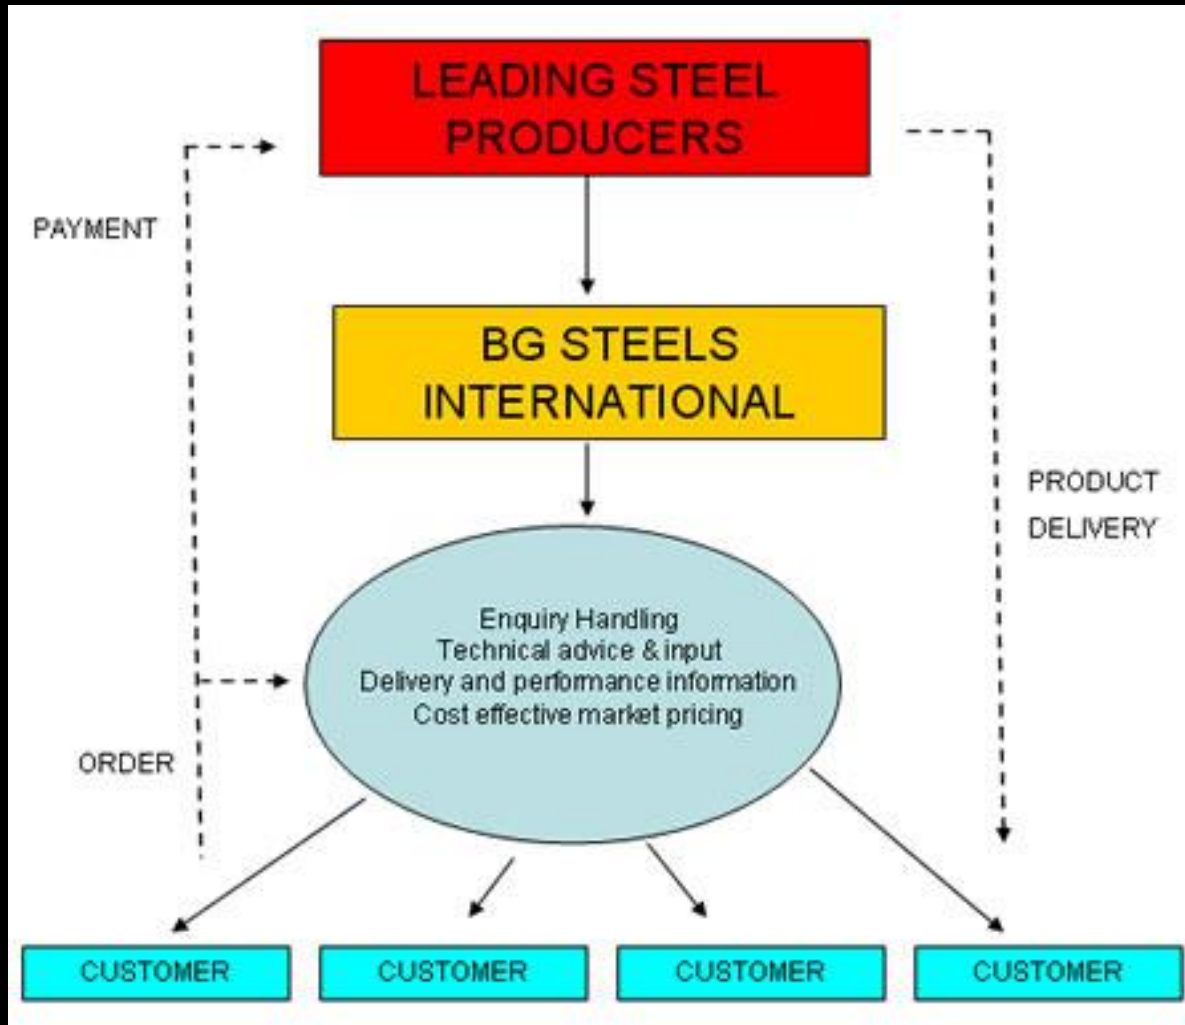 LEADING STEEL
PRODUCERS
PAYMENT
BG STEELS
INTERNATIONAL
PRODUCT
DELIVERY
Enquiry Handling
Technical advice & input
Delivery and performance information
Cost effective market pricing
ORDER
CUSTOMER
CUSTOMER
CUSTOMER
CUSTOMER